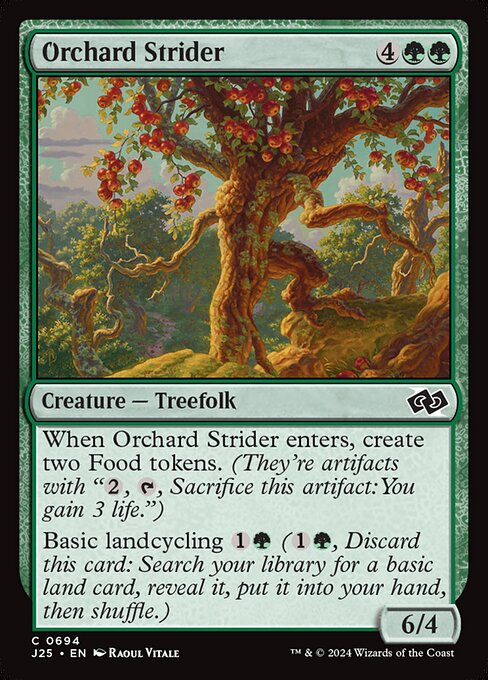 Orchard Strider 4
Creature — Treefolk
When Orchard Strider enters, create
two Food tokens. (They're artifacts
with “2, , Sacrifice this artifact:You
gain 3 life.”)
Basic landcycling 1 (1, Discard
this card: Search your library for a basic
land card, reveal it, put it into your hand,
then shuffle.)
6/4
C 0694
J25 • EN Raoul Vitale
™ & © 2024 Wizards of the Coast